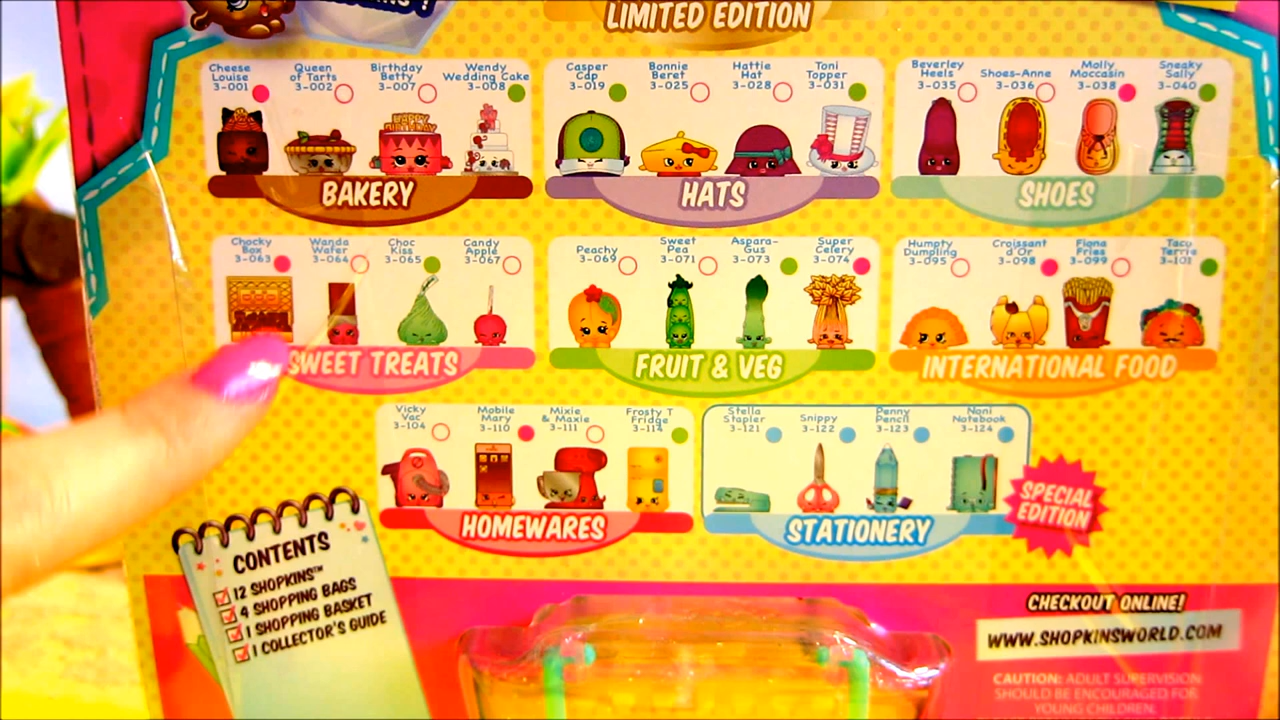 LIMITED EDITION
Cheese Louise 3-001
Queen of Tarts 3-002
Birthday Betty 3-007
Wendy Wedding Cake 3-008
BAKERY
Casper Cap 3-019
Bonnie Beret 3-025
Hattie Hat 3-028
Toni Topper 3-031
HATS
Beverley Heels 3-035
Shoes-Anne 3-036
Molly Moccasin 3-038
Sneaky Sally 3-040
SHOES
Chocky Box 3-063
Wanda Wafer 3-064
Choc Kiss 3-065
Candy Apple 3-067
SWEET TREATS
Peachy 3-069
Sweet Pea 3-071
Aspara-Gus 3-073
Super Celery 3-074
FRUIT & VEG
Humpty Dumpling 3-095
Croissant d'Or 3-098
Fiona Fries 3-099
Taco Terrie 3-101
INTERNATIONAL FOOD
Vicky Vac 3-104
Mobile Mary 3-110
Mixie & Maxie 3-111
Frosty T Fridge 3-114
HOMEWARES
Stella Stapler 3-121
Snippy 3-122
Penny Pencil 3-123
Noni Notebook 3-124
STATIONERY
SPECIAL EDITION
CONTENTS
12 SHOPKINS™
4 SHOPPING BAGS
1 SHOPPING BASKET
1 COLLECTOR'S GUIDE
CHECKOUT ONLINE!
WWW.SHOPKINSWORLD.COM
CAUTION: ADULT SUPERVISION
SHOULD BE ENCOURAGED FOR
YOUNG CHILDREN.